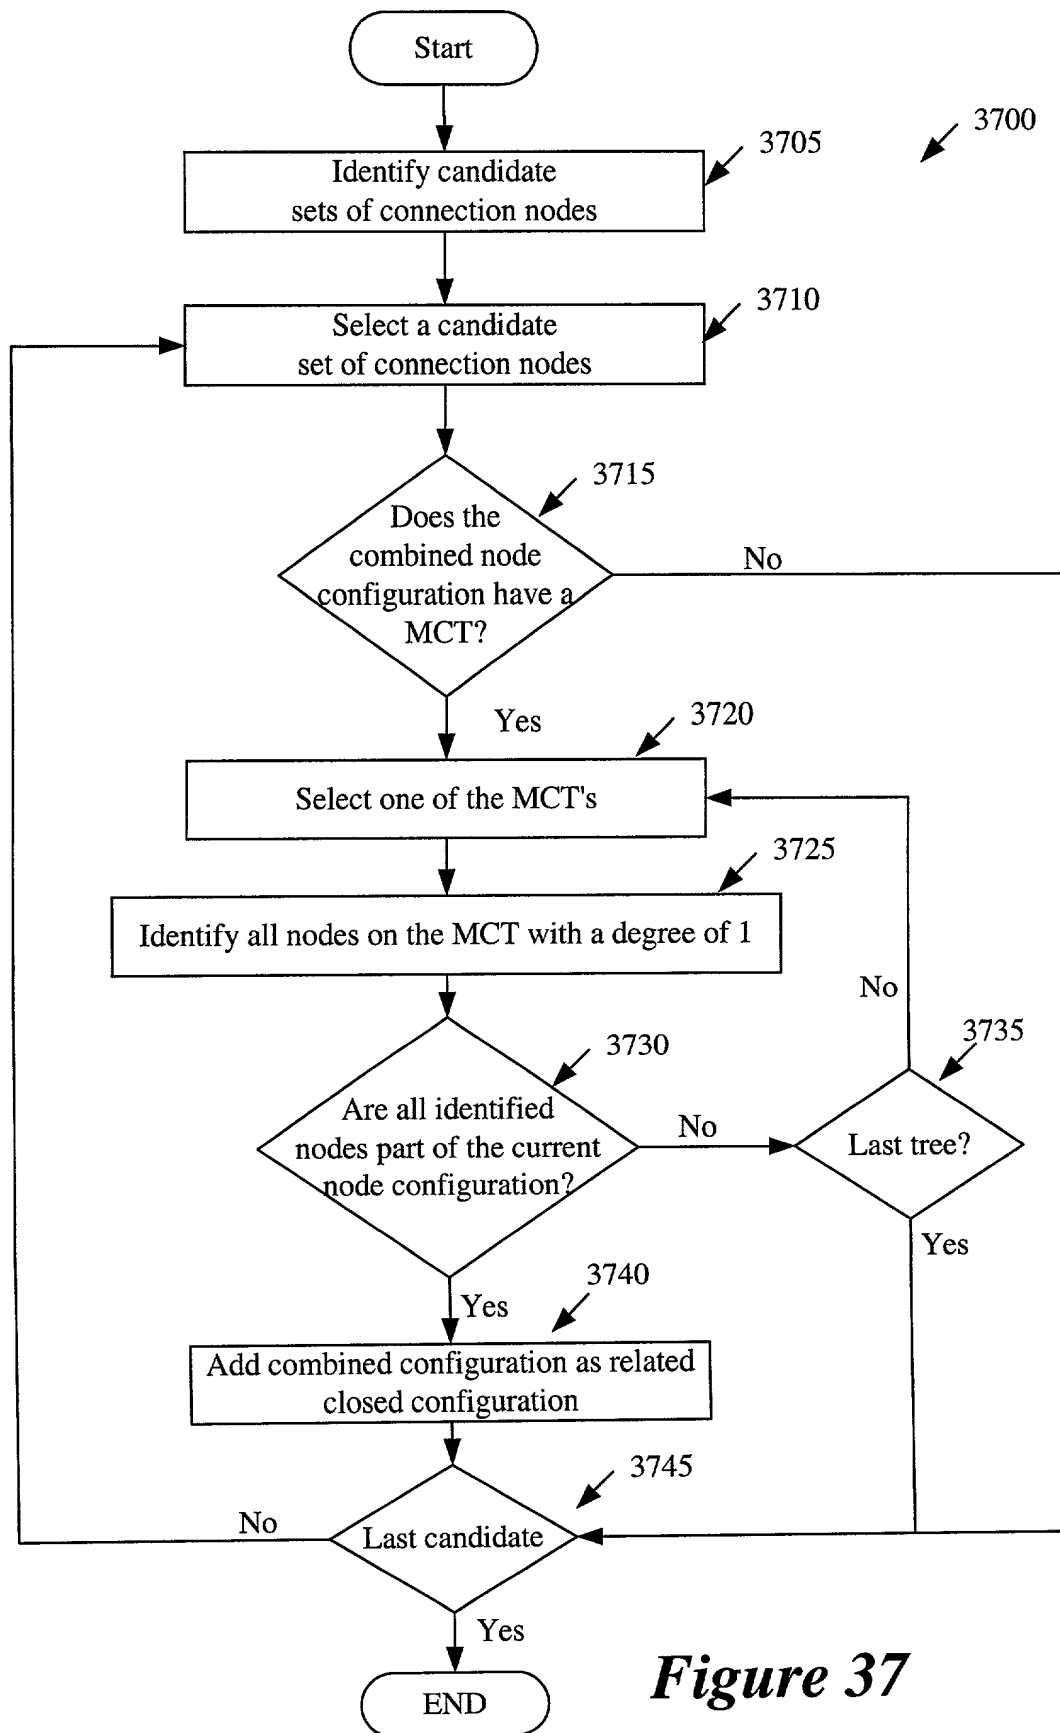 Start
3700
3705
Identify candidate
sets of connection nodes
3710
Select a candidate
set of connection nodes
3715
Does the
combined node
configuration have a
MCT?
No
Yes
3720
Select one of the MCT's
3725
Identify all nodes on the MCT with a degree of 1
No
3730
3735
Are all identified
nodes part of the current
node configuration?
No
Last tree?
Yes
Yes
3740
Add combined configuration as related
closed configuration
3745
No
Last candidate
Yes
END
Figure 37